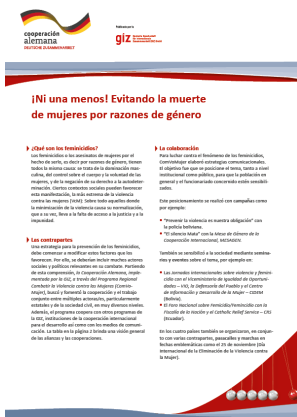 cooperación
alemana
DEUTSCHE ZUSAMMENARBEIT
giz
¡Ni una menos! Evitando la muerte
de mujeres por razones de género
¿Qué son los feminicidios?
Los feminicidios o los asesinatos de mujeres por el
hecho de serlo, es decir por razones de género, tienen
todos la misma causa: se trata de la dominación mascu-
lina, del control sobre el cuerpo y la voluntad de las
mujeres, y de la negación de su derecho a la autodeter-
minación. Ciertos contextos sociales pueden favorecer
esta manifestación, la más extrema de la violencia
contra las mujeres (VcM): Sobre todo aquellos donde
la minimización de la violencia causa su normalización,
que a su vez, lleva a la falta de acceso a la justicia y a la
impunidad
Las contrapartes
Una estrategia para la prevención de los feminicidios,
debe comenzar a modificar estos factores que los
favorecen. Por ello, se deberían incluir muchos actores
sociales y políticos relevantes en su combate. Partiendo
de esta comprensión, la Cooperación Alemana, imple-
mentada por la GIZ, a través del Programa Regional
Combatir la Violencia contra las Mujeres (ComVo-
Mujer), buscó y fomentó la cooperación y el trabajo
conjunto entre múltiples actorxs, particularmente
estatales y de la sociedad civil, en muy diversos niveles.
Además, el programa coopera con otros programas de
la GIZ, instituciones de la cooperación internacional
para el desarrollo así como con los medios de comuni-
cación. La tabla en la página 2 brinda una visión general
de las alianzas y las cooperaciones.
La colaboración
Para luchar contra el fenómeno de los feminicidios,
ComVoMujer elaboró estrategias comunicacionales.
El objetivo fue que se posicione el tema, tanto a nivel
institucional como público, para que la población en
general y el funcionariado concreto estén sensibili-
zados.
Este posicionamiento se realizó con campañas como
por ejemplo:
"Prevenir la violencia es nuestra obligación" con
la policía boliviana.
"El silencio Mata" con la Mesa de Género de la
Cooperación Internacional, MESAGEN.
También se sensibilizó a la sociedad mediante semina-
rios y eventos sobre el tema, por ejemplo en:
Las Jornadas Internacionales sobre violencia y femini-
cidio con el Viceministerio de Igualdad de Oportuni-
dades – VIO, la Defensoría del Pueblo y el Centro
de Información y Desarrollo de la Mujer – CIDEM
(Bolivia).
El Foro Nacional sobre Femicidio/Feminicidio con la
Fiscalía de la Nación y el Catholic Relief Service – CRS
(Ecuador).
En los cuatro países también se organizaron, en conjun-
to con varias contrapartes, pasacalles y marchas en
fechas emblemáticas como el 25 de noviembre (Día
Internacional de la Eliminación de la Violencia contra
la Mujer).